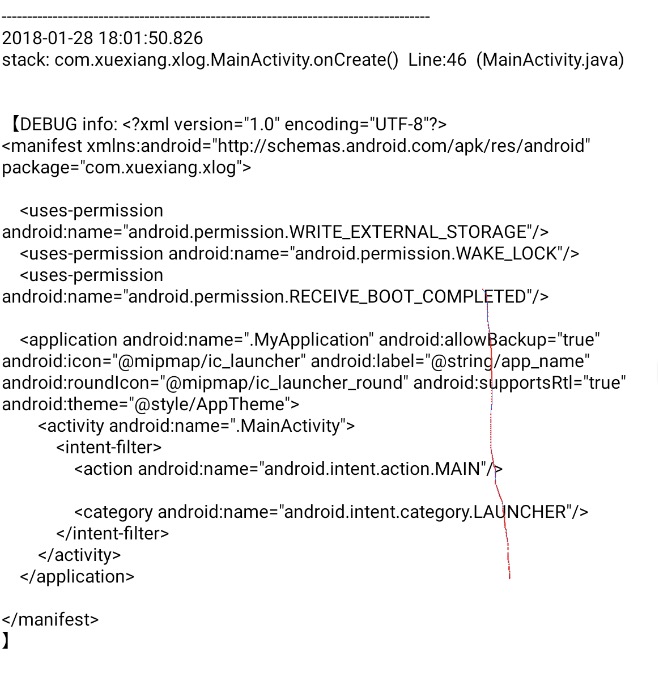 --------------------------------------------------------------------------------------
2018-01-28 18:01:50.826
stack: com.xuexiang.xlog.MainActivity.onCreate()  Line:46  (MainActivity.java)
【DEBUG info: <?xml version="1.0" encoding="UTF-8"?>
<manifest xmlns:android="http://schemas.android.com/apk/res/android"
package="com.xuexiang.xlog">
    <uses-permission
android:name="android.permission.WRITE_EXTERNAL_STORAGE"/>
    <uses-permission android:name="android.permission.WAKE_LOCK"/>
    <uses-permission
android:name="android.permission.RECEIVE_BOOT_COMPLETED"/>
    <application android:name=".MyApplication" android:allowBackup="true"
android:icon="@mipmap/ic_launcher" android:label="@string/app_name"
android:roundIcon="@mipmap/ic_launcher_round" android:supportsRtl="true"
android:theme="@style/AppTheme">
        <activity android:name=".MainActivity">
            <intent-filter>
                <action android:name="android.intent.action.MAIN"/>
                <category android:name="android.intent.category.LAUNCHER"/>
            </intent-filter>
        </activity>
    </application>
</manifest>
】